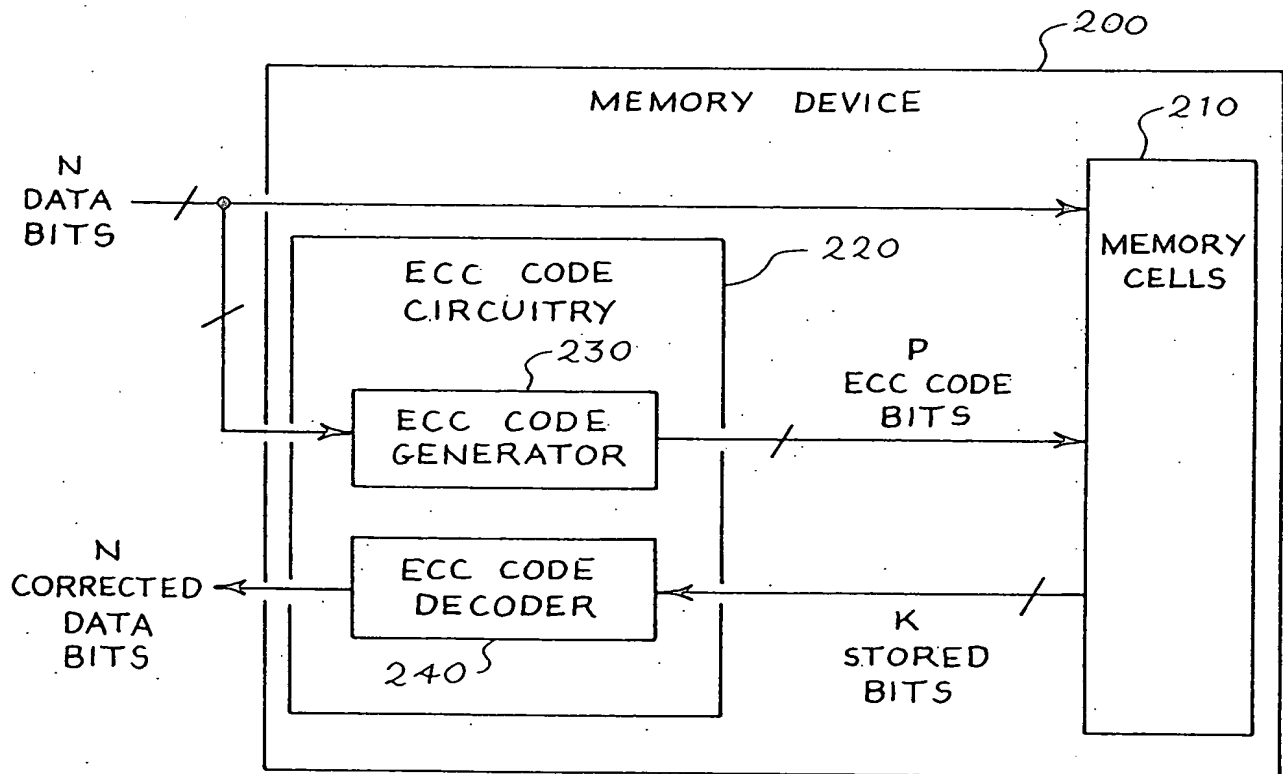 200
MEMORY DEVICE
210
N
DATA
BITS
MEMORY
CELLS
220
ECC CODE
CIRCUITRY
230
ECC CODE
GENERATOR
P
ECC CODE
BITS
N
CORRECTED
DATA
BITS
ECC CODE
DECODER
240
K
STORED
BITS